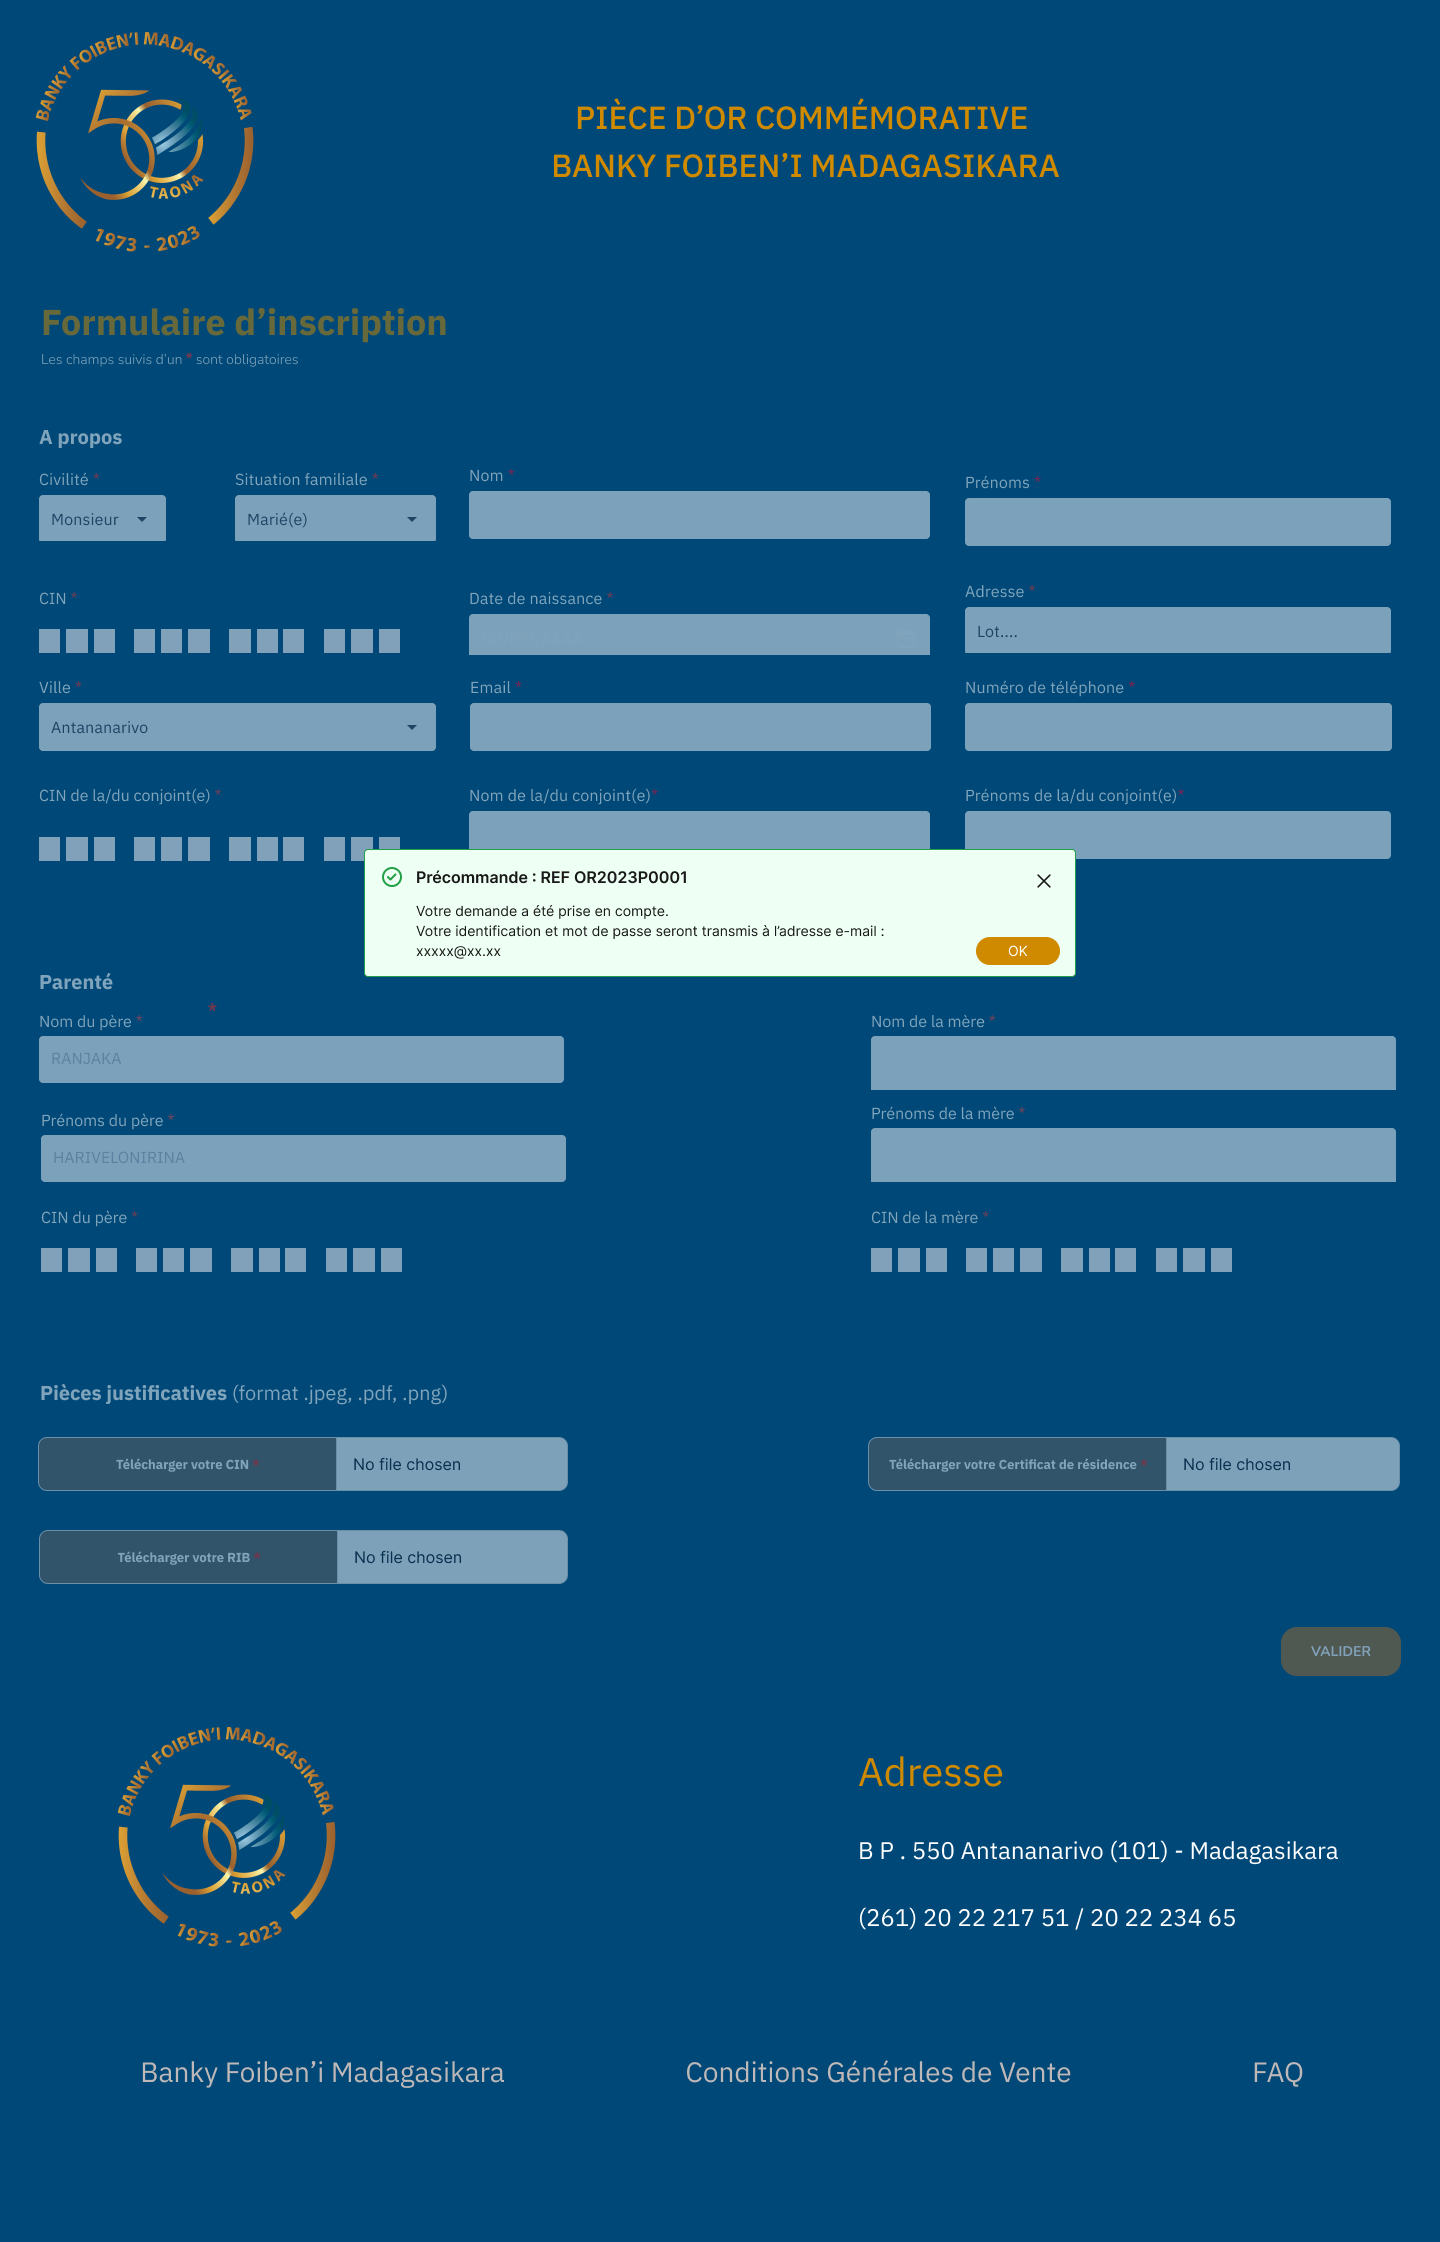 BANKY FOIBEN'I MADAGASIKARA
50
TAONA
1973 - 2023
PIÈCE D’OR COMMÉMORATIVE
BANKY FOIBEN’I MADAGASIKARA
Formulaire d’inscription
Les champs suivis d'un * sont obligatoires
A propos
Civilité *
Situation familiale *
Nom *
Prénoms *
Monsieur
Marié(e)
CIN *
Date de naissance *
Adresse *
Lot....
Ville *
Email *
Numéro de téléphone *
Antananarivo
CIN de la/du conjoint(e) *
Nom de la/du conjoint(e)*
Prénoms de la/du conjoint(e)*
Précommande : REF OR2023P0001
Votre demande a été prise en compte.
Votre identification et mot de passe seront transmis à l’adresse e-mail :
xxxxx@xx.xx
OK
Parenté
*
Nom du père *
Nom de la mère *
RANJAKA
Prénoms du père *
Prénoms de la mère *
HARIVELONIRINA
CIN du père *
CIN de la mère *
Pièces justificatives (format .jpeg, .pdf, .png)
Télécharger votre CIN *
No file chosen
Télécharger votre Certificat de résidence *
No file chosen
Télécharger votre RIB *
No file chosen
VALIDER
BANKY FOIBEN'I MADAGASIKARA
50
TAONA
1973 - 2023
Adresse
B P . 550 Antananarivo (101) - Madagasikara
(261) 20 22 217 51 / 20 22 234 65
Banky Foiben’i Madagasikara
Conditions Générales de Vente
FAQ